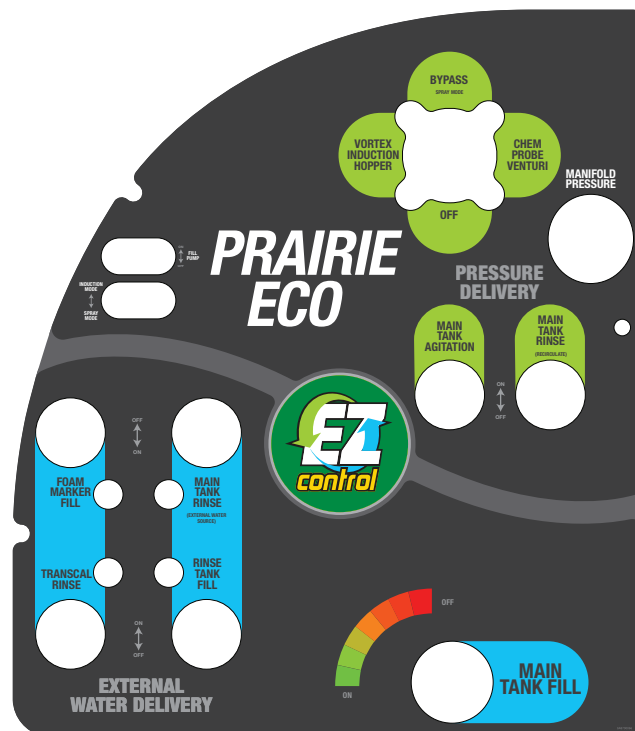 BYPASS
SPRAY MODE
VORTEX
INDUCTION
HOPPER
CHEM
PROBE
VENTURI
OFF
MANIFOLD
PRESSURE
FILL
PUMP
INDUCTION
MODE
SPRAY
MODE
PRAIRIE
ECO
PRESSURE
DELIVERY
MAIN
TANK
AGITATION
MAIN
TANK
RINSE
(RECIRCULATE)
ON
OFF
EZ
control
OFF
ON
FOAM
MARKER
FILL
MAIN
TANK
RINSE
(EXTERNAL WATER
SOURCE)
TRANSCAL
RINSE
RINSE
TANK
FILL
ON
OFF
EXTERNAL
WATER DELIVERY
OFF
ON
MAIN
TANK FILL